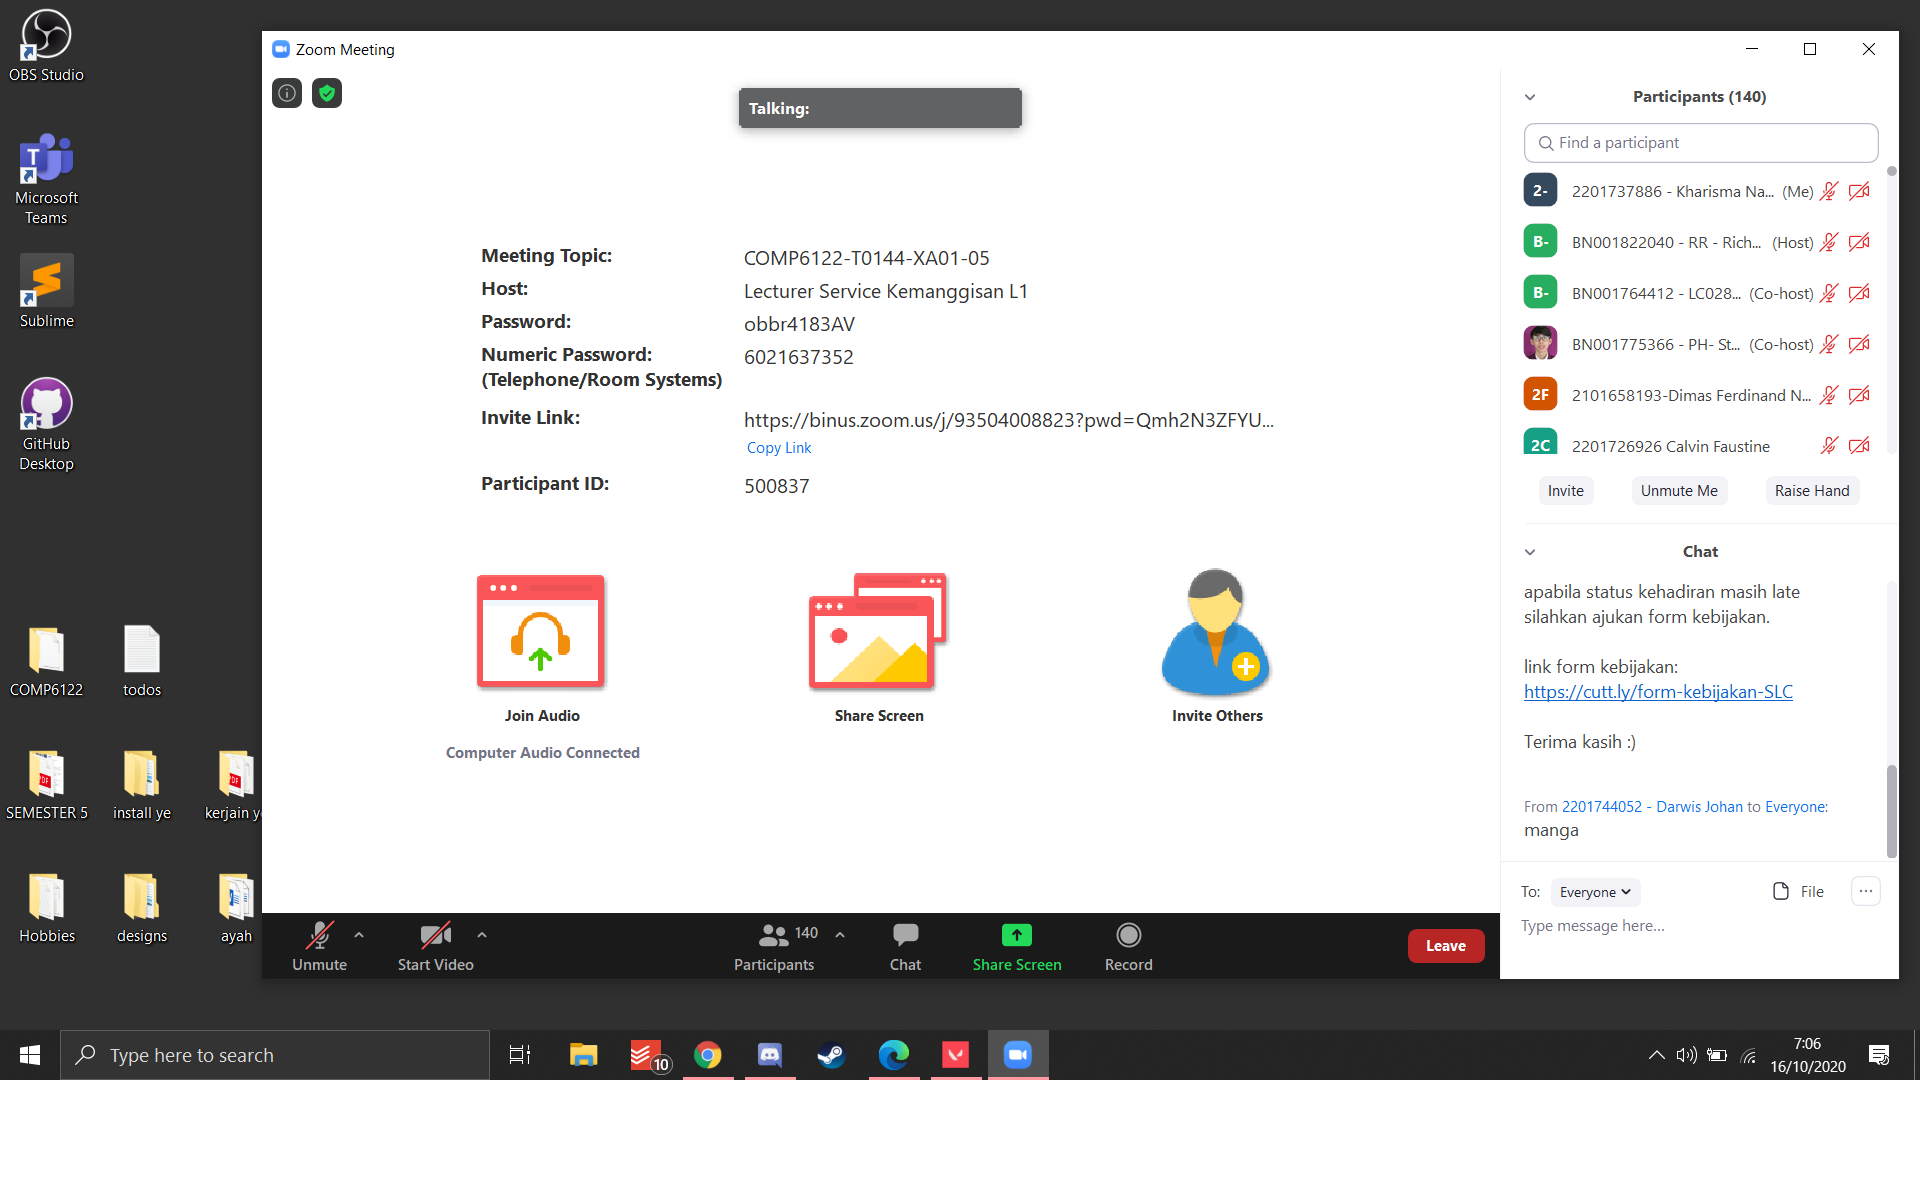 OBS Studio
Microsoft
Teams
Sublime
GitHub
Desktop
COMP6122
todos
SEMESTER 5
install ye
kerjain y
Hobbies
designs
ayah
Zoom Meeting
Talking:
Meeting Topic:
COMP6122-T0144-XA01-05
Host:
Lecturer Service Kemanggisan L1
Password:
obbr4183AV
Numeric Password:
(Telephone/Room Systems)
6021637352
Invite Link:
https://binus.zoom.us/j/93504008823?pwd=Qmh2N3ZFYU...
Copy Link
Participant ID:
500837
Join Audio
Computer Audio Connected
Share Screen
Invite Others
Unmute
Start Video
140
Participants
Chat
Share Screen
Record
Leave
Participants (140)
Find a participant
2- 2201737886 - Kharisma Na... (Me)
B- BN001822040 - RR - Rich... (Host)
B- BN001764412 - LC028... (Co-host)
BN001775366 - PH- St... (Co-host)
2F 2101658193-Dimas Ferdinand N...
2C 2201726926 Calvin Faustine
Invite
Unmute Me
Raise Hand
Chat
apabila status kehadiran masih late
silahkan ajukan form kebijakan.
link form kebijakan:
https://cutt.ly/form-kebijakan-SLC
Terima kasih :)
From 2201744052 - Darwis Johan to Everyone:
manga
To: Everyone
File
Type message here...
Type here to search
10
7:06
16/10/2020